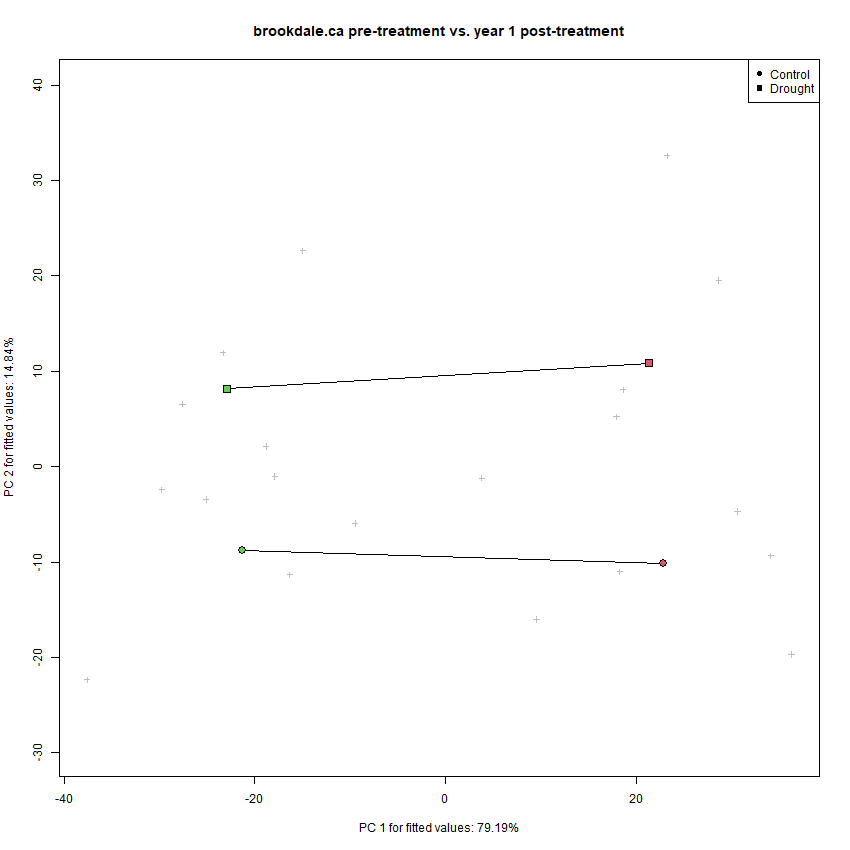 brookdale.ca pre-treatment vs. year 1 post-treatment
Control
Drought
40
30
20
10
0
-10
-20
-30
PC 2 for fitted values: 14.84%
-40
-20
0
20
PC 1 for fitted values: 79.19%